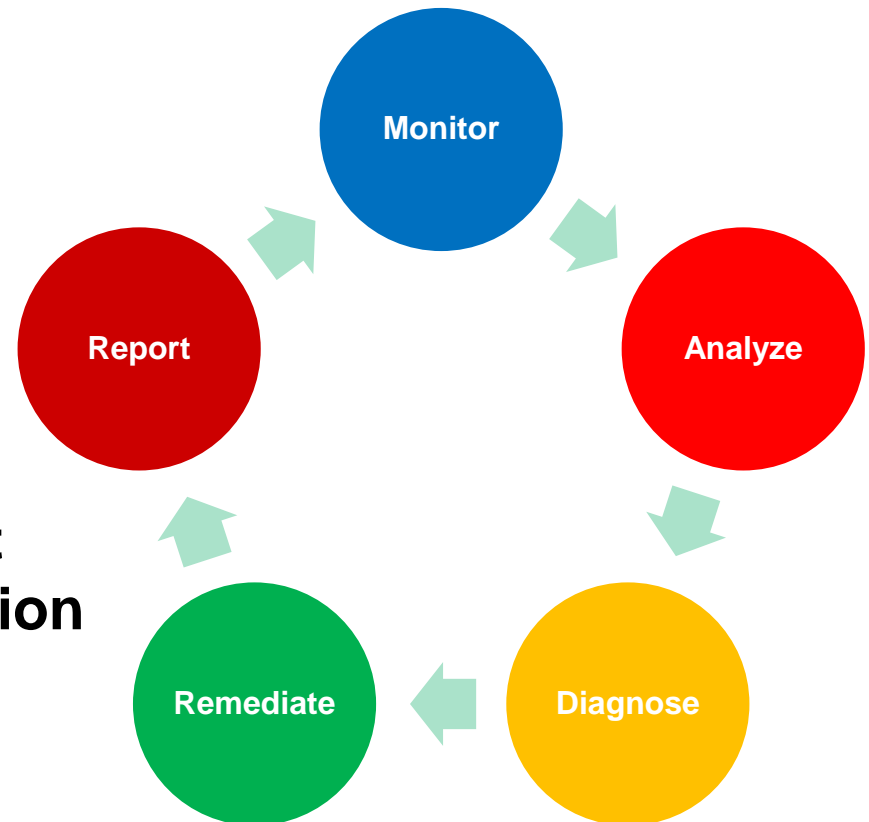 Monitor
Report
Analyze
t
ion
Remediate
Diagnose